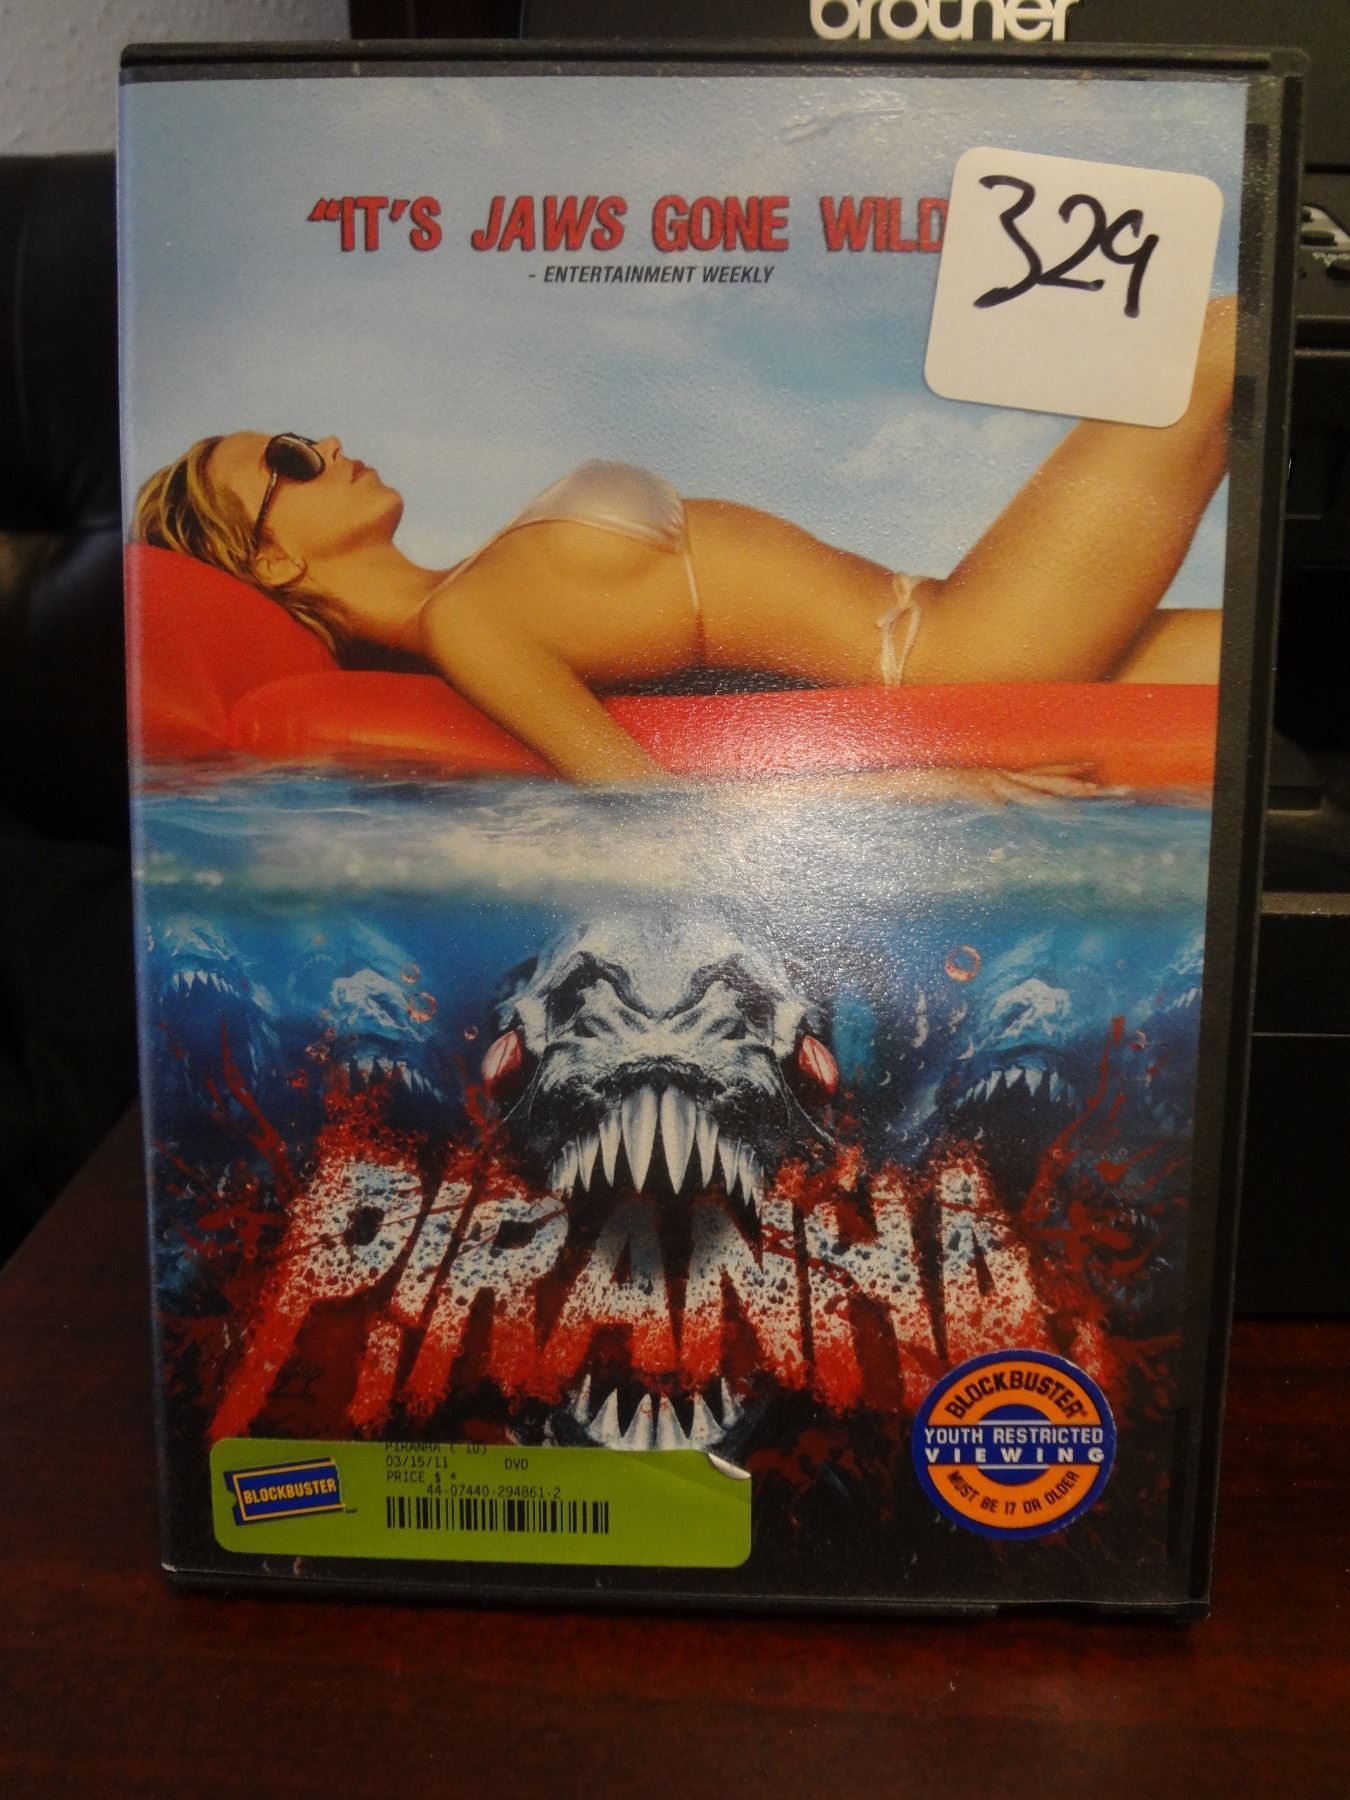 brother
"IT'S JAWS GONE WILD
- ENTERTAINMENT WEEKLY
329
PIRANHA
PIRANHA ( 10)
03/15/11 DVD
PRICE $ *
44-07440-294861-2
BLOCKBUSTER
BLOCKBUSTER
YOUTH RESTRICTED
VIEWING
MUST BE 17 OR OLDER